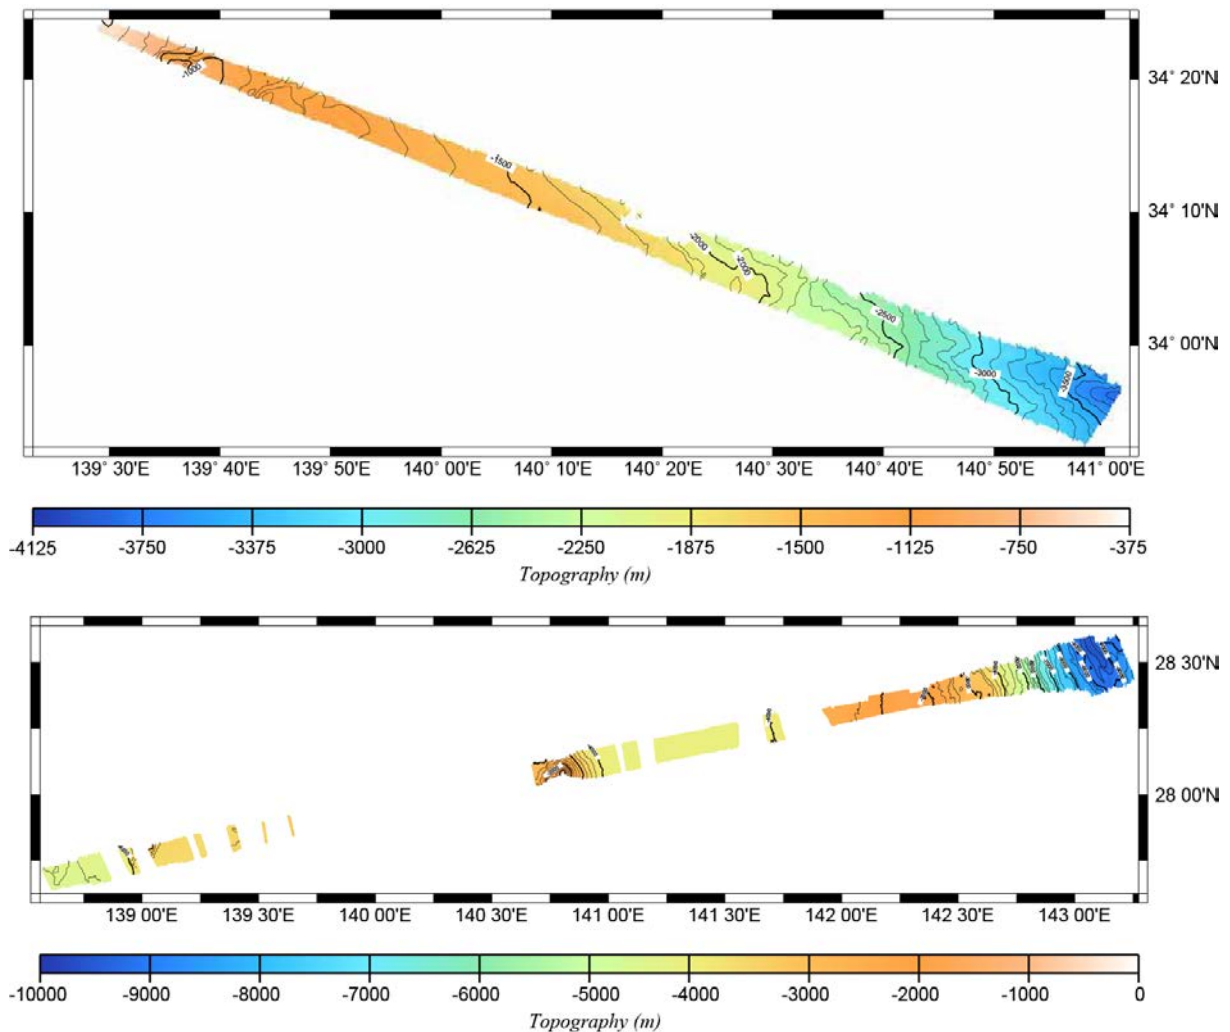 -1000
34° 20'N
-1500
34° 10'N
-2000
-2000
-2500
34° 00'N
-3000
-3500
139° 30'E 139° 40'E 139° 50'E 140° 00'E 140° 10'E 140° 20'E 140° 30'E 140° 40'E 140° 50'E 141° 00'E
-4125 -3750 -3375 -3000 -2625 -2250 -1875 -1500 -1125 -750 -375
Topography (m)
28 30'N
28 00'N
139 00'E 139 30'E 140 00'E 140 30'E 141 00'E 141 30'E 142 00'E 142 30'E 143 00'E
-10000 -9000 -8000 -7000 -6000 -5000 -4000 -3000 -2000 -1000 0
Topography (m)